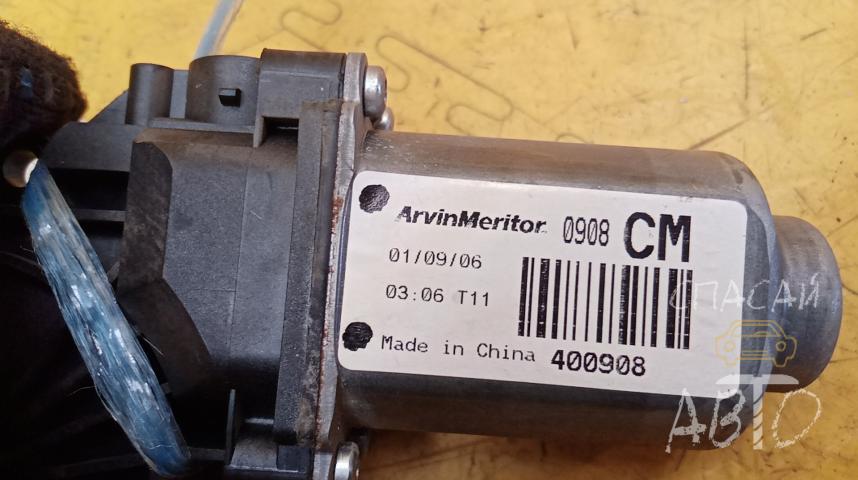 ArvinMeritor 0908 CM
01/09/06
03:06 T11
Made in China 400908
СПАСАЙ
АВТО